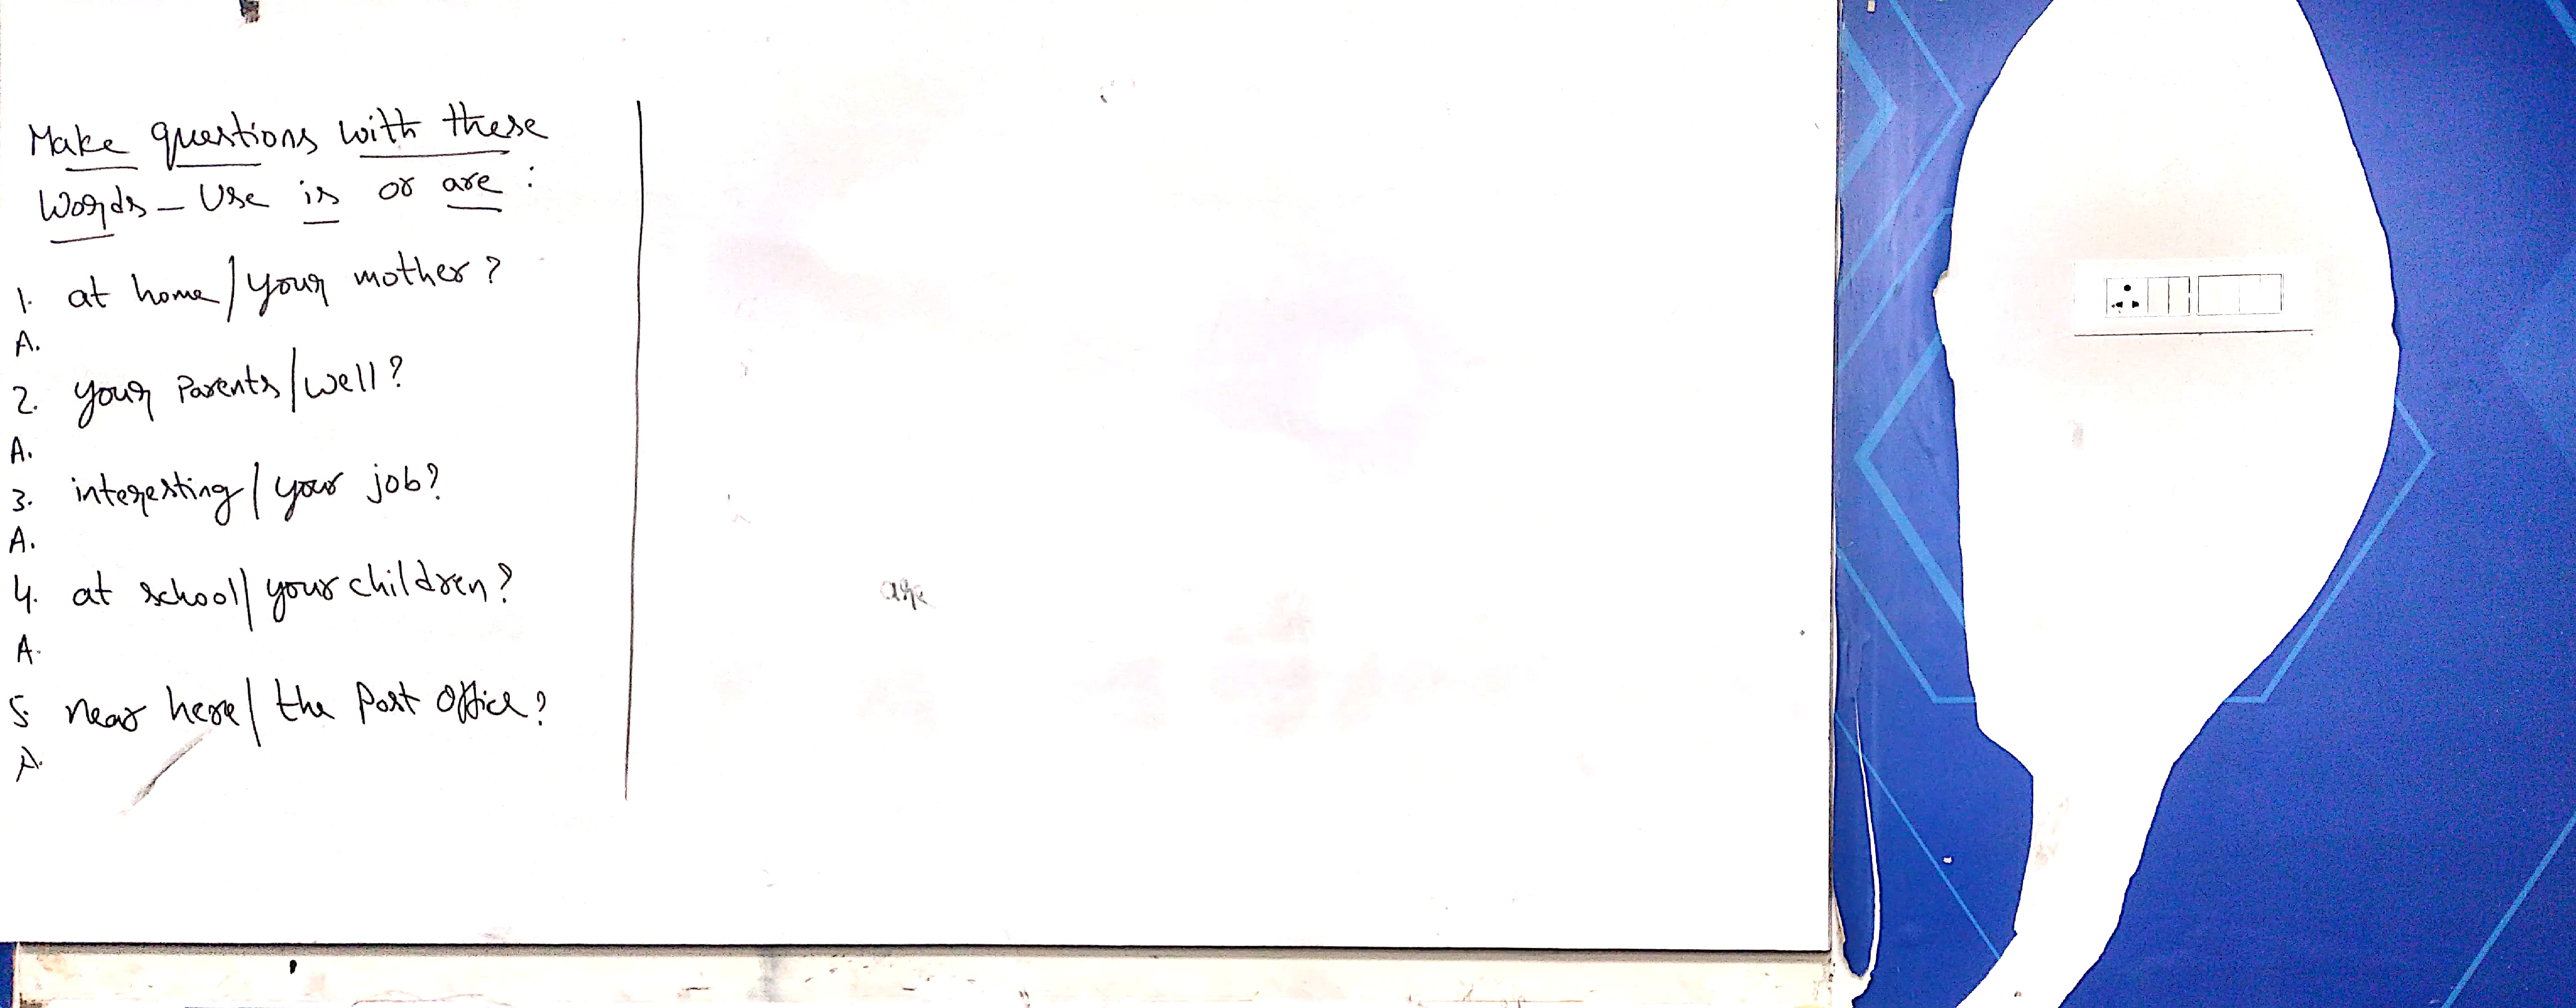 Make questions with these
Words - Use is or are :
1. at home/your mother?
A.
2. your Parents/well?
A.
3. interesting/your job?
A.
4. at school/your children?
A.
5. near here/the Post Office?
A.
are